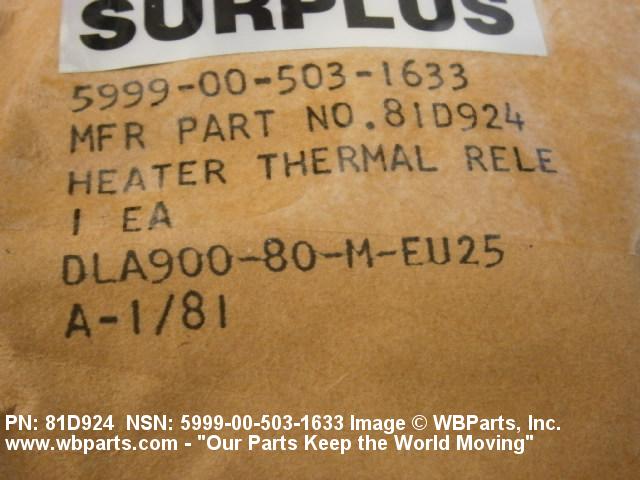 SURPLUS
5999-00-503-1633
MFR PART NO.81D924
HEATER THERMAL RELE
1 EA
DLA900-80-M-EU25
A-1/81
PN: 81D924 NSN: 5999-00-503-1633 Image © WBParts, Inc.
www.wbparts.com - "Our Parts Keep the World Moving"